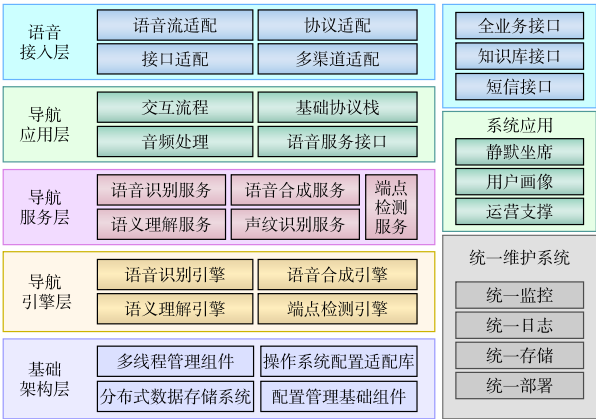 语音
接入层
语音流适配
协议适配
接口适配
多渠道适配
导航
应用层
交互流程
基础协议栈
音频处理
语音服务接口
导航
服务层
语音识别服务
语音合成服务
语义理解服务
声纹识别服务
端点
检测
服务
导航
引擎层
语音识别引擎
语音合成引擎
语义理解引擎
端点检测引擎
基础
架构层
多线程管理组件
操作系统配置适配库
分布式数据存储系统
配置管理基础组件
全业务接口
知识库接口
短信接口
系统应用
静默坐席
用户画像
运营支撑
统一维护系统
统一监控
统一日志
统一存储
统一部署